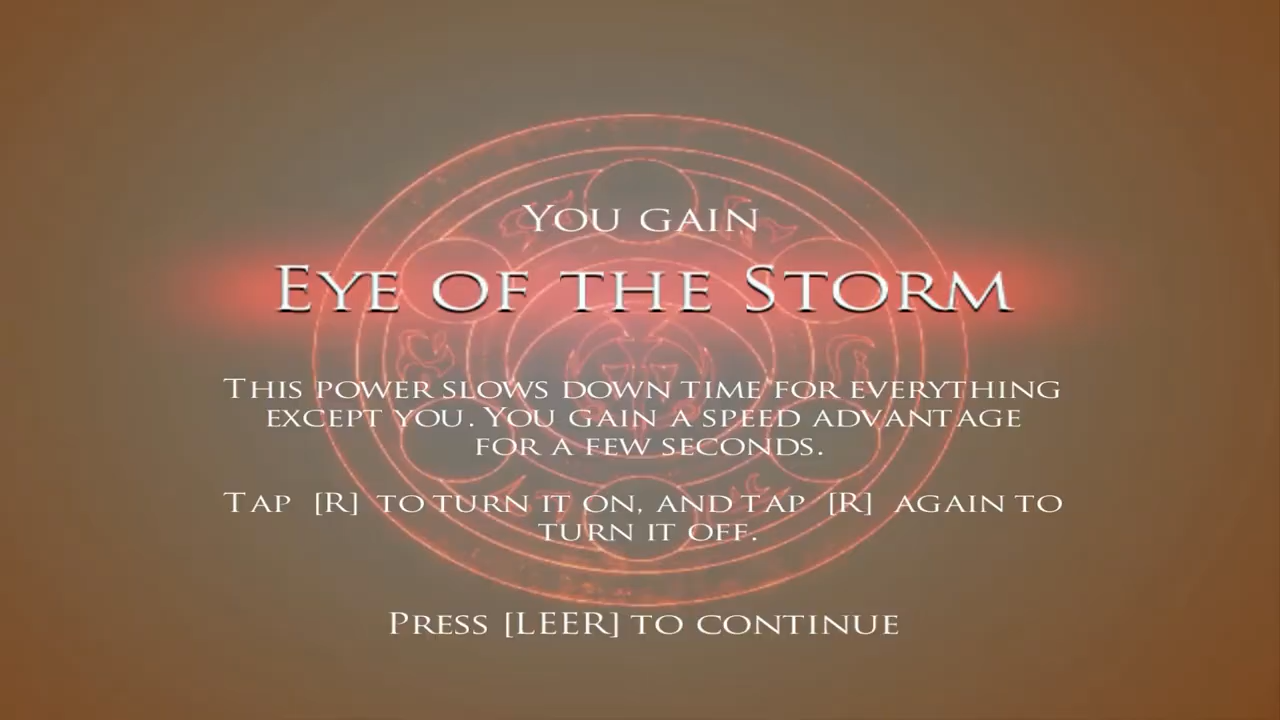 You gain
Eye of the Storm
This power slows down time for everything
except you. You gain a speed advantage
for a few seconds.
Tap [R] to turn it on, and tap [R] again to
turn it off.
Press [LEER] to continue